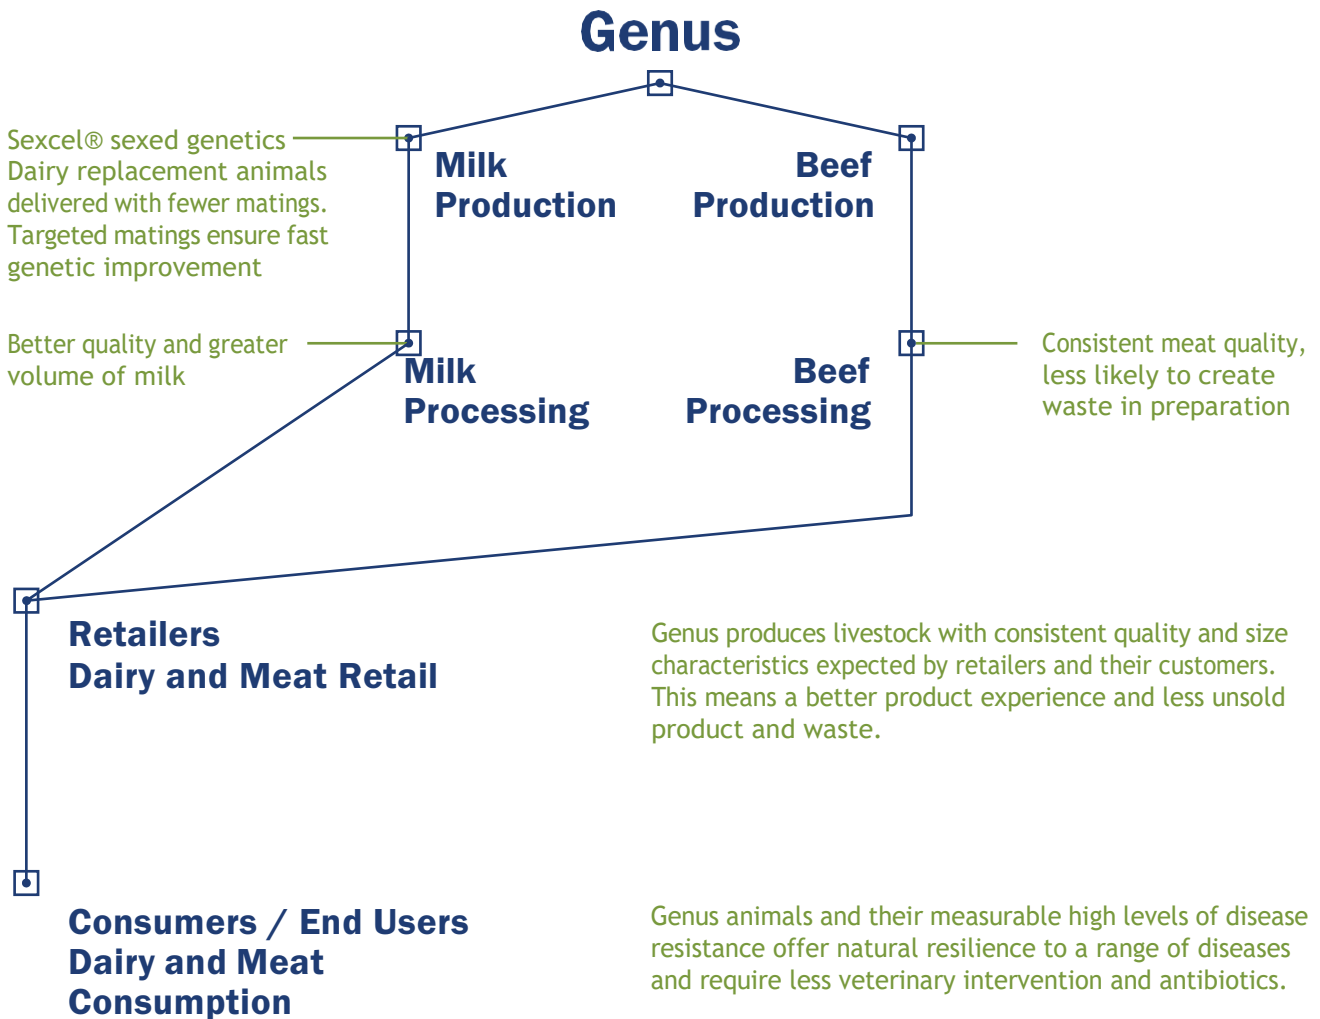 Genus
Sexcel® sexed genetics
Dairy replacement animals
delivered with fewer matings.
Targeted matings ensure fast
genetic improvement
Milk
Production
Beef
Production
Better quality and greater
volume of milk
Milk
Processing
Beef
Processing
Consistent meat quality,
less likely to create
waste in preparation
Retailers
Dairy and Meat Retail
Genus produces livestock with consistent quality and size
characteristics expected by retailers and their customers.
This means a better product experience and less unsold
product and waste.
Consumers / End Users
Dairy and Meat
Consumption
Genus animals and their measurable high levels of disease
resistance offer natural resilience to a range of diseases
and require less veterinary intervention and antibiotics.